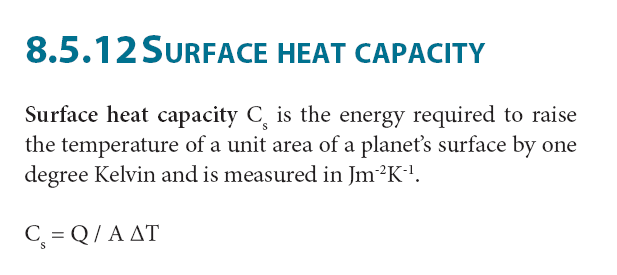 8.5.12 SURFACE HEAT CAPACITY
Surface heat capacity Cₛ is the energy required to raise
the temperature of a unit area of a planet's surface by one
degree Kelvin and is measured in Jm⁻²K⁻¹.
Cₛ = Q / A ΔT